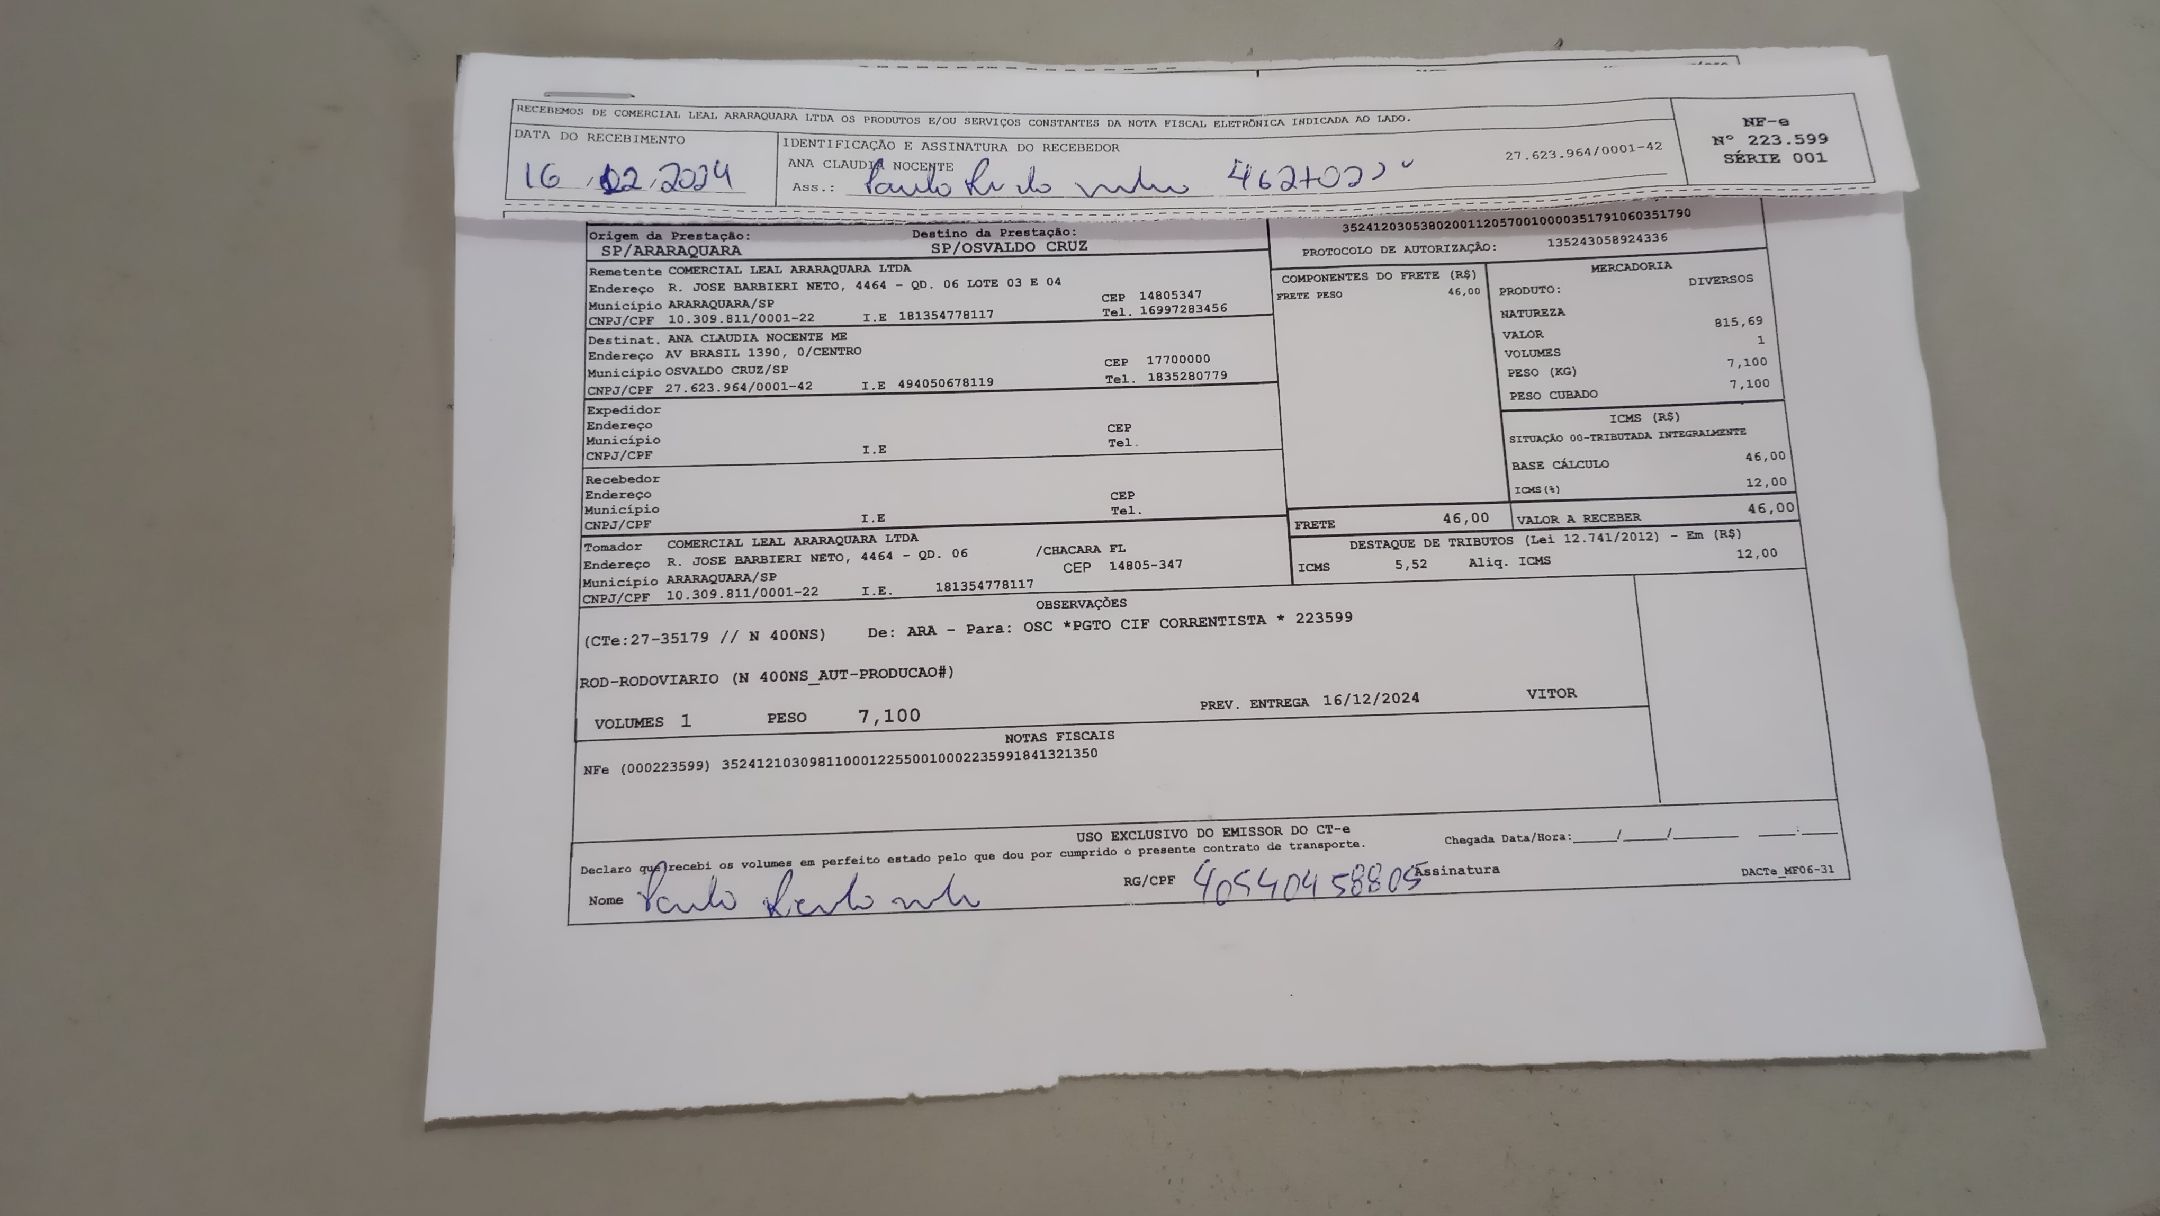 RECEBEMOS DE COMERCIAL LEAL ARARAQUARA LTDA OS PRODUTOS E/OU SERVIÇOS CONSTANTES DA NOTA FISCAL ELETRÔNICA INDICADA AO LADO.
NF-e
Nº 223.599
SÉRIE 001
DATA DO RECEBIMENTO
16 /02/2024
IDENTIFICAÇÃO E ASSINATURA DO RECEBEDOR
ANA CLAUDIA NOCENTE 27.623.964/0001-42
Ass.: Paulo
Origem da Prestação: Destino da Prestação:
SP/ARARAQUARA SP/OSVALDO CRUZ
35241203053802001120570010000351791060351790
PROTOCOLO DE AUTORIZAÇÃO: 135243058924336
Remetente COMERCIAL LEAL ARARAQUARA LTDA
Endereço R. JOSE BARBIERI NETO, 4464 - QD. 06 LOTE 03 E 04
Município ARARAQUARA/SP CEP 14805347
CNPJ/CPF 10.309.811/0001-22 I.E 181354778117 Tel. 16997283456
Destinat. ANA CLAUDIA NOCENTE ME
Endereço AV BRASIL 1390, 0/CENTRO
Município OSVALDO CRUZ/SP CEP 17700000
CNPJ/CPF 27.623.964/0001-42 I.E 494050678119 Tel. 1835280779
Expedidor
Endereço
Município CEP
CNPJ/CPF I.E Tel.
Recebedor
Endereço
Município CEP
CNPJ/CPF I.E Tel.
Tomador COMERCIAL LEAL ARARAQUARA LTDA
Endereço R. JOSE BARBIERI NETO, 4464 - QD. 06 /CHACARA FL
Município ARARAQUARA/SP CEP 14805-347
CNPJ/CPF 10.309.811/0001-22 I.E. 181354778117
COMPONENTES DO FRETE (R$)
FRETE PESO 46,00
MERCADORIA
PRODUTO: DIVERSOS
NATUREZA
VALOR 815,69
VOLUMES 1
PESO (KG) 7,100
PESO CUBADO 7,100
ICMS (R$)
SITUAÇÃO 00-TRIBUTADA INTEGRALMENTE
BASE CÁLCULO 46,00
ICMS(%) 12,00
FRETE 46,00 VALOR A RECEBER 46,00
DESTAQUE DE TRIBUTOS (Lei 12.741/2012) - Em (R$)
ICMS 5,52 Aliq. ICMS 12,00
OBSERVAÇÕES
(CTe:27-35179 // N 400NS) De: ARA - Para: OSC *PGTO CIF CORRENTISTA * 223599
ROD-RODOVIARIO (N 400NS_AUT-PRODUCAO#)
VOLUMES 1 PESO 7,100 PREV. ENTREGA 16/12/2024 VITOR
NOTAS FISCAIS
NFe (000223599) 35241210309811000122550010002235991841321350
USO EXCLUSIVO DO EMISSOR DO CT-e
Declaro que recebi os volumes em perfeito estado pelo que dou por cumprido o presente contrato de transporte. Chegada Data/Hora:____/____/______ ___:___
Nome Paulo RG/CPF 40540458805 Assinatura DACTe_MF06-31